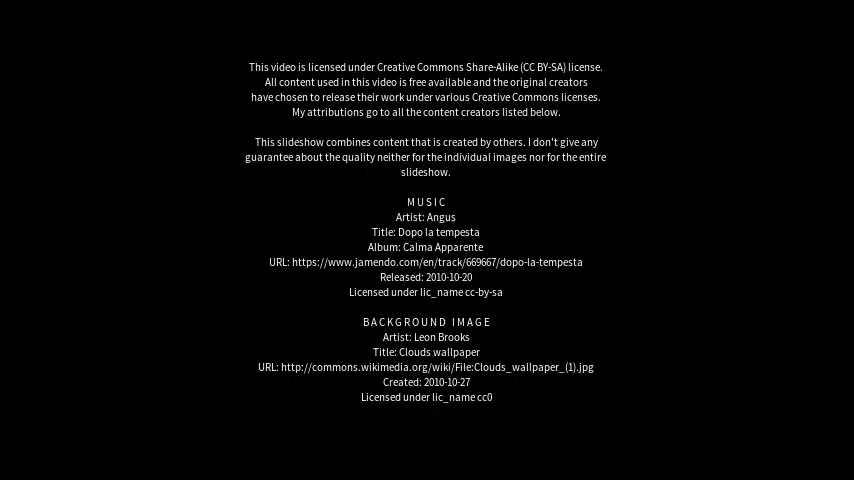 This video is licensed under Creative Commons Share-Alike (CC BY-SA) license.
All content used in this video is free available and the original creators
have chosen to release their work under various Creative Commons licenses.
My attributions go to all the content creators listed below.
This slideshow combines content that is created by others. I don't give any
guarantee about the quality neither for the individual images nor for the entire
slideshow.
MUSIC
Artist: Angus
Title: Dopo la tempesta
Album: Calma Apparente
URL: https://www.jamendo.com/en/track/669667/dopo-la-tempesta
Released: 2010-10-20
Licensed under lic_name cc-by-sa
BACKGROUND IMAGE
Artist: Leon Brooks
Title: Clouds wallpaper
URL: http://commons.wikimedia.org/wiki/File:Clouds_wallpaper_(1).jpg
Created: 2010-10-27
Licensed under lic_name cc0